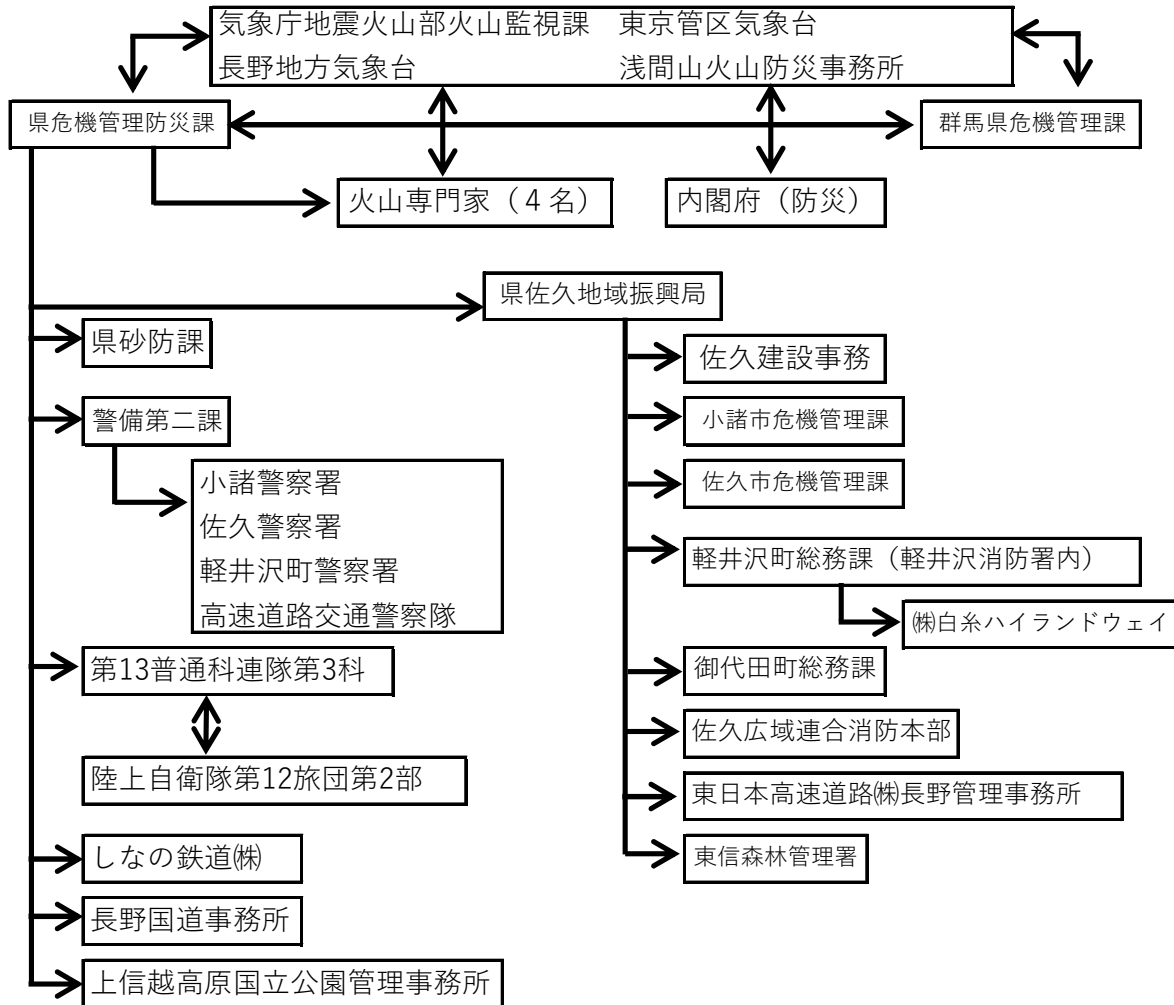 気象庁地震火山部火山監視課　東京管区気象台
長野地方気象台　浅間山火山防災事務所
県危機管理防災課
群馬県危機管理課
火山専門家（４名）
内閣府（防災）
県佐久地域振興局
県砂防課
佐久建設事務
警備第二課
小諸市危機管理課
小諸警察署
佐久警察署
軽井沢町警察署
高速道路交通警察隊
佐久市危機管理課
軽井沢町総務課（軽井沢消防署内）
㈱白糸ハイランドウェイ
第13普通科連隊第3科
御代田町総務課
佐久広域連合消防本部
陸上自衛隊第12旅団第2部
東日本高速道路㈱長野管理事務所
しなの鉄道㈱
東信森林管理署
長野国道事務所
上信越高原国立公園管理事務所